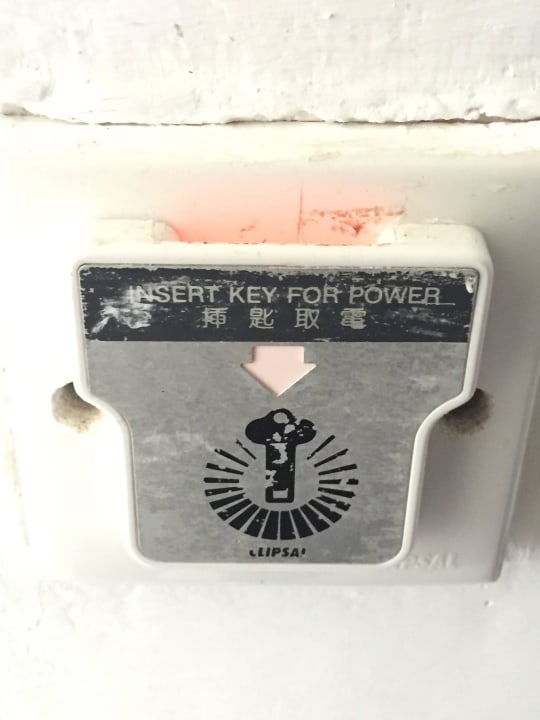 INSERT KEY FOR POWER
插匙取電
CLIPSAL